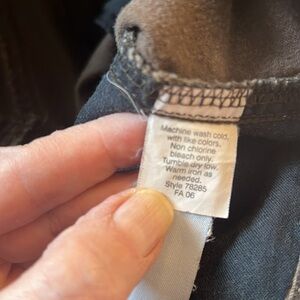 Machine wash cold,
with like colors.
Non chlorine
bleach only.
Tumble dry low.
Warm iron as
needed.
Style 78285
FA 06